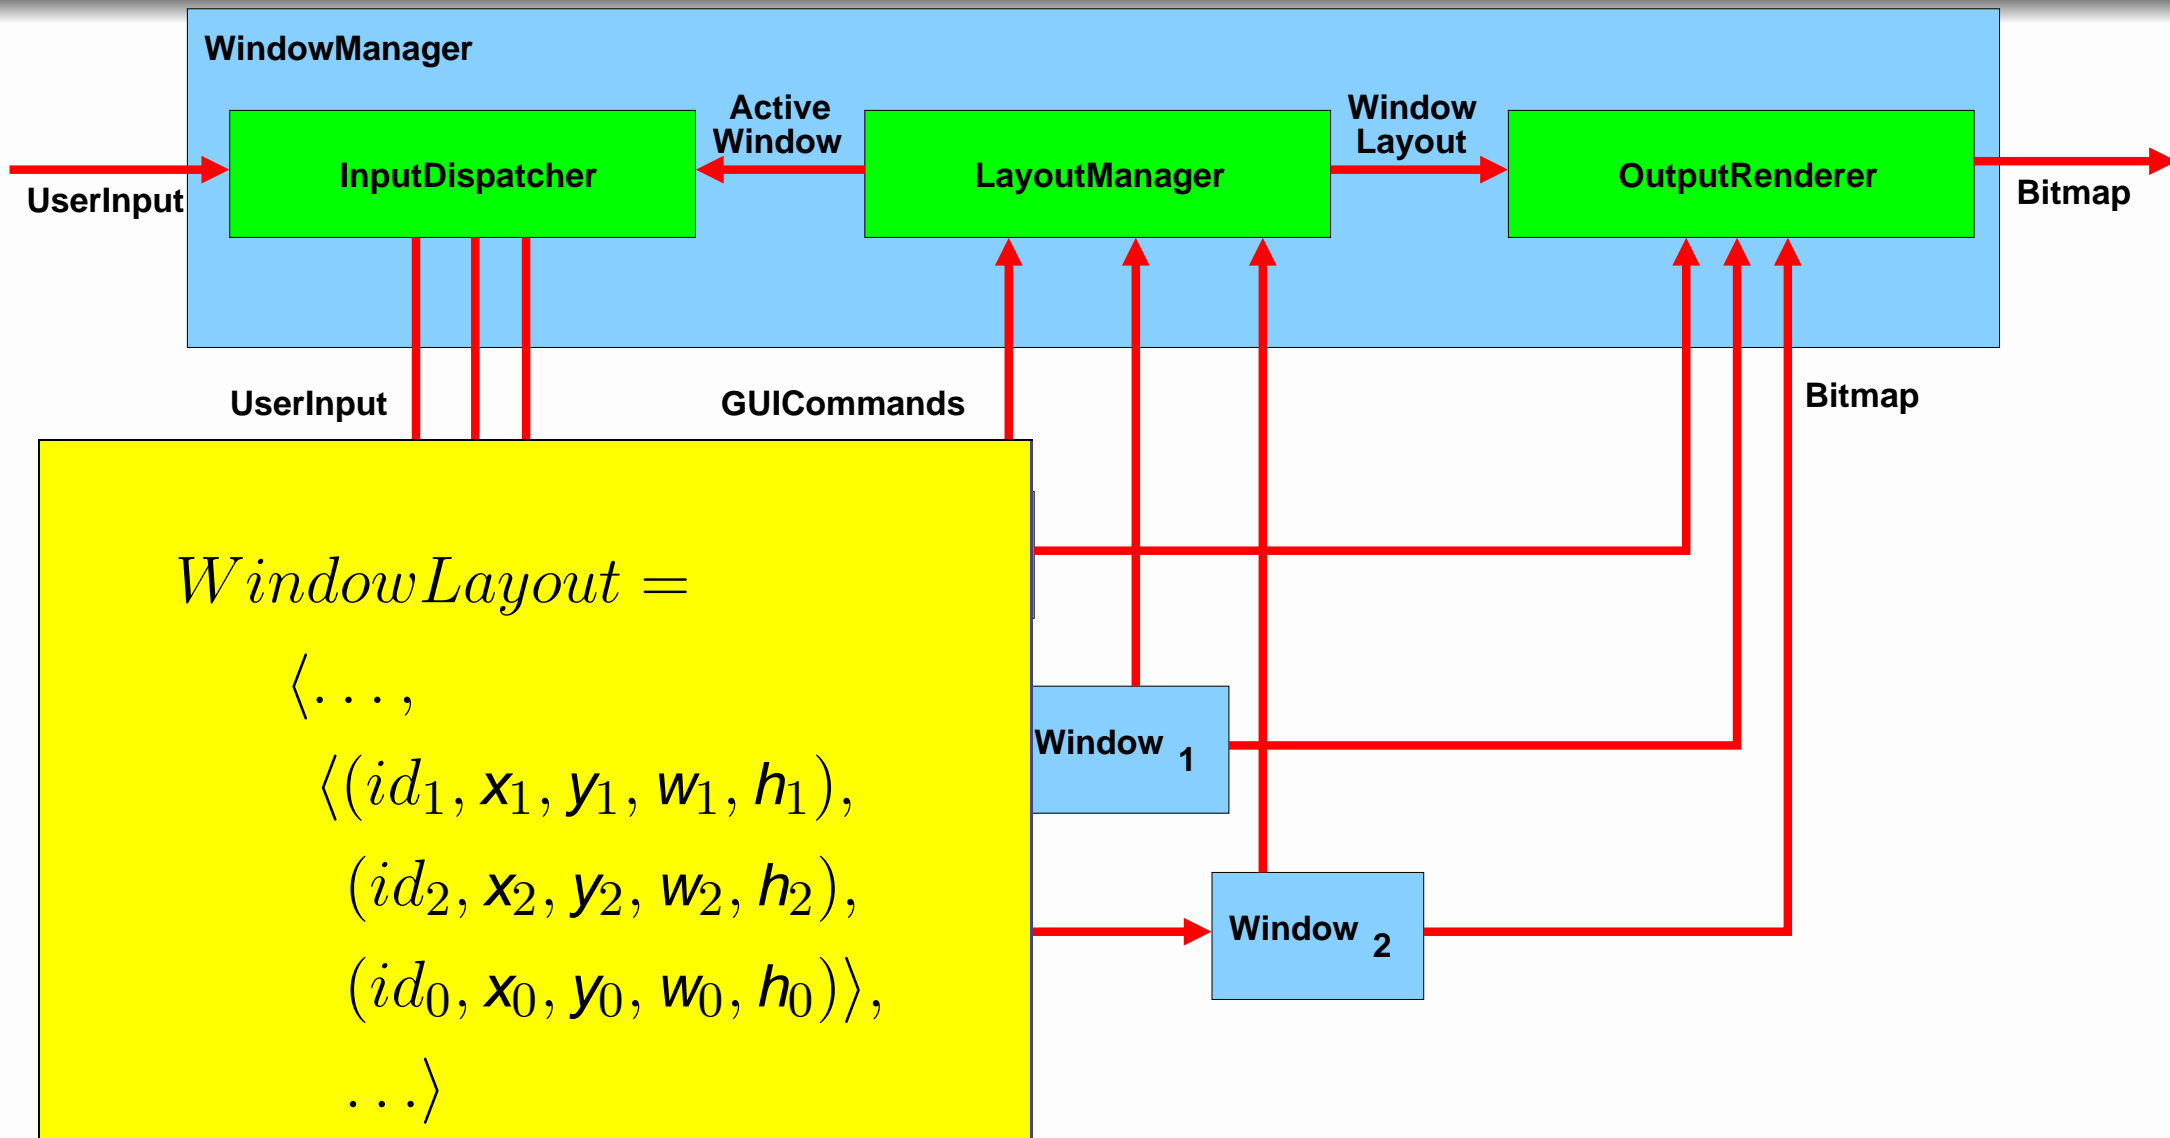 WindowManager
Active
Window
Window
Layout
InputDispatcher
LayoutManager
OutputRenderer
UserInput
Bitmap
UserInput
GUICommands
Bitmap
WindowLayout =
⟨. . . ,
⟨(id₁, x₁, y₁, w₁, h₁),
(id₂, x₂, y₂, w₂, h₂),
(id₀, x₀, y₀, w₀, h₀)⟩,
. . .⟩
Window 1
Window 2